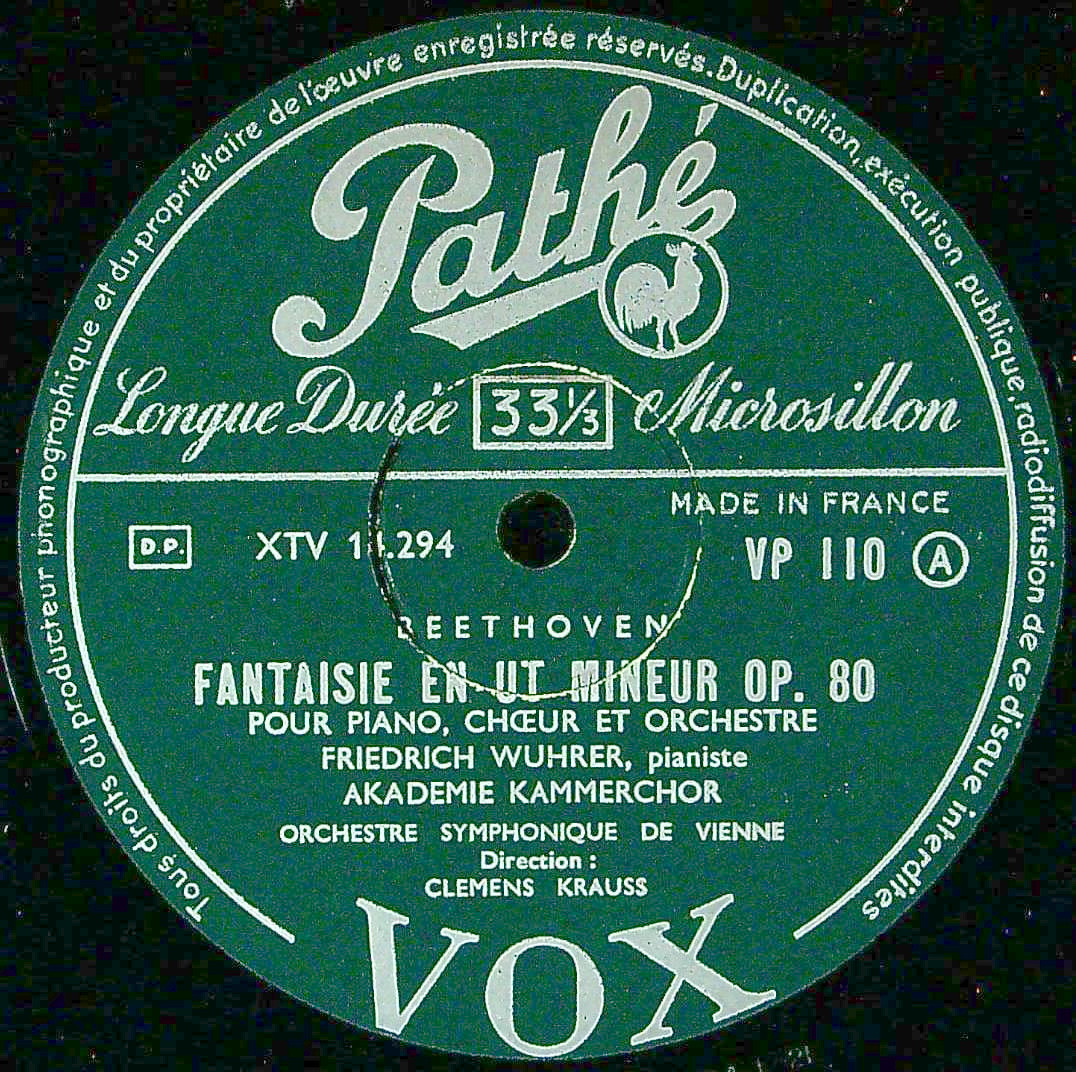 Tous droits du producteur phonographique et du propriétaire de l'œuvre enregistrée réservés. Duplication, exécution publique, radiodiffusion de ce disque interdites
Pathé
Longue Durée 33⅓ Microsillon
MADE IN FRANCE
D.P. XTV VP 110 A
BEETHOVEN
FANTAISIE EN UT MINEUR OP. 80
POUR PIANO, CHŒUR ET ORCHESTRE
FRIEDRICH WUHRER, pianiste
AKADEMIE KAMMERCHOR
ORCHESTRE SYMPHONIQUE DE VIENNE
Direction :
CLEMENS KRAUSS
VOX